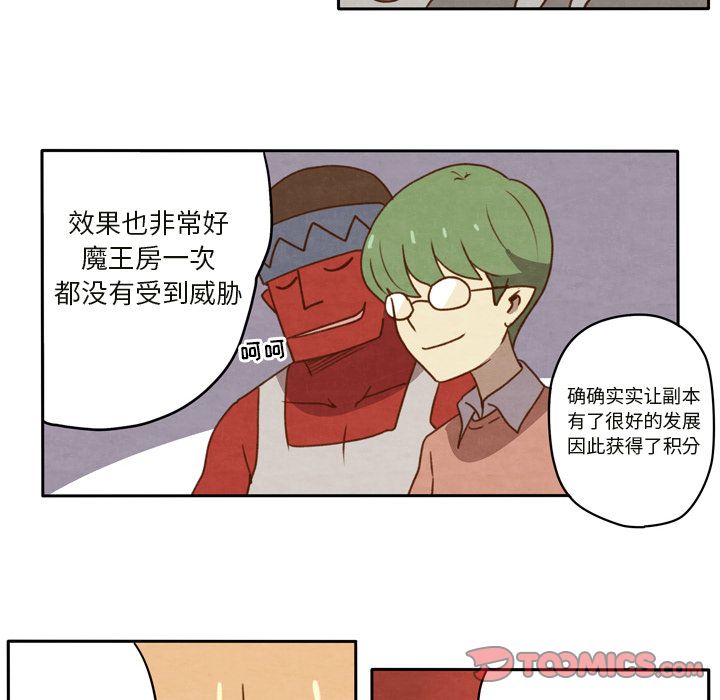 效果也非常好
魔王房一次
都没有受到威胁
呵呵
确确实实让副本
有了很好的发展
因此获得了积分
TOOMICS.COM